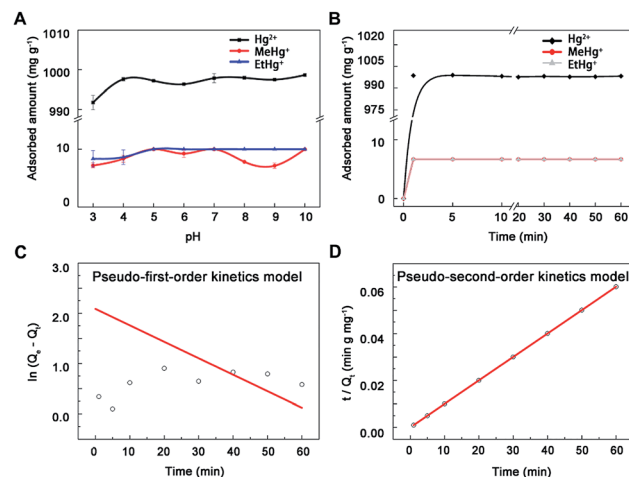 A
Adsorbed amount (mg g⁻¹)
1010
1000
990
10
0
Hg²⁺
MeHg⁺
EtHg⁺
3 4 5 6 7 8 9 10
pH
B
Adsorbed amount (mg g⁻¹)
1099
998
975
10
0
Hg²⁺
MeHg⁺
EtHg⁺
0 5 10 20 30 40 50 60
Time (min)
C
Pseudo-first-order kinetics model
ln (Qₑ - Qₜ)
3.0
2.0
1.0
0.0
0 10 20 30 40 50 60
Time (min)
D
Pseudo-second-order kinetics model
t / Qₜ (min g mg⁻¹)
0.06
0.04
0.02
0.00
0 10 20 30 40 50 60
Time (min)